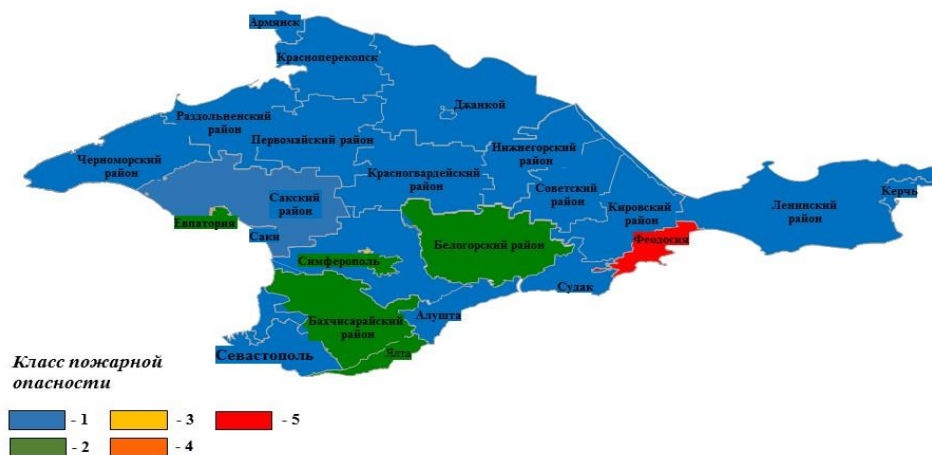 Армянск
Красноперекопск
Джанкой
Раздольненский
район
Первомайский район
Нижнегорский
район
Черноморский
район
Красногвардейский
район
Советский
район
Сакский
район
Кировский
район
Ленинский
район
Керчь
Евпатория
Саки
Белогорский район
Феодосия
Симферополь
Судак
Алушта
Бахчисарайский
район
Севастополь
Ялта
Класс пожарной
опасности
- 1
- 3
- 5
- 2
- 4